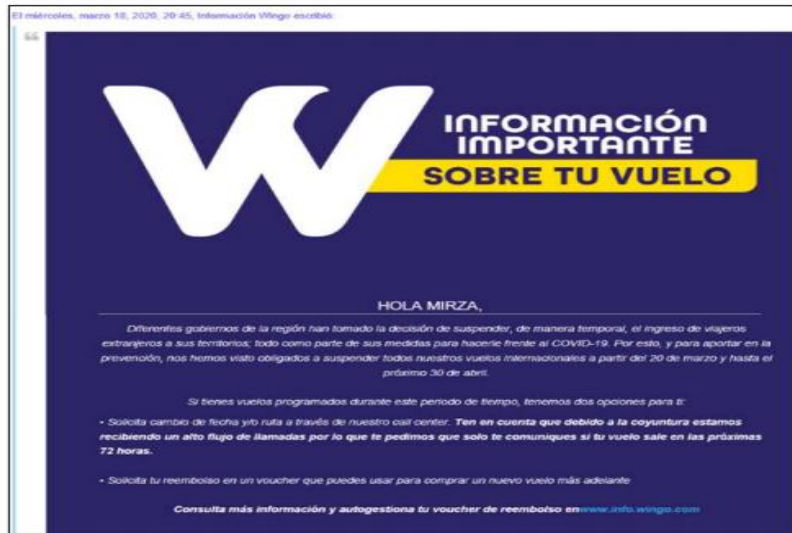 El miércoles, marzo 18, 2020, 20:45, Información Wingo escribió:
W
INFORMACIÓN
IMPORTANTE
SOBRE TU VUELO
HOLA MIRZA,
Diferentes gobiernos de la región han tomado la decisión de suspender, de manera temporal, el ingreso de viajeros
extranjeros a sus territorios; todo como parte de sus medidas para hacerle frente al COVID-19. Por esto, y para aportar en la
prevención, nos hemos visto obligados a suspender todos nuestros vuelos internacionales a partir del 20 de marzo y hasta el
próximo 30 de abril.
Si tienes vuelos programados durante este periodo de tiempo, tenemos dos opciones para ti:
• Solicita cambio de fecha y/o ruta a través de nuestro call center. Ten en cuenta que debido a la coyuntura estamos
recibiendo un alto flujo de llamadas por lo que te pedimos que solo te comuniques si tu vuelo sale en las próximas
72 horas.
• Solicita tu reembolso en un voucher que puedes usar para comprar un nuevo vuelo más adelante
Consulta más información y autogestiona tu voucher de reembolso enwww.info.wingo.com